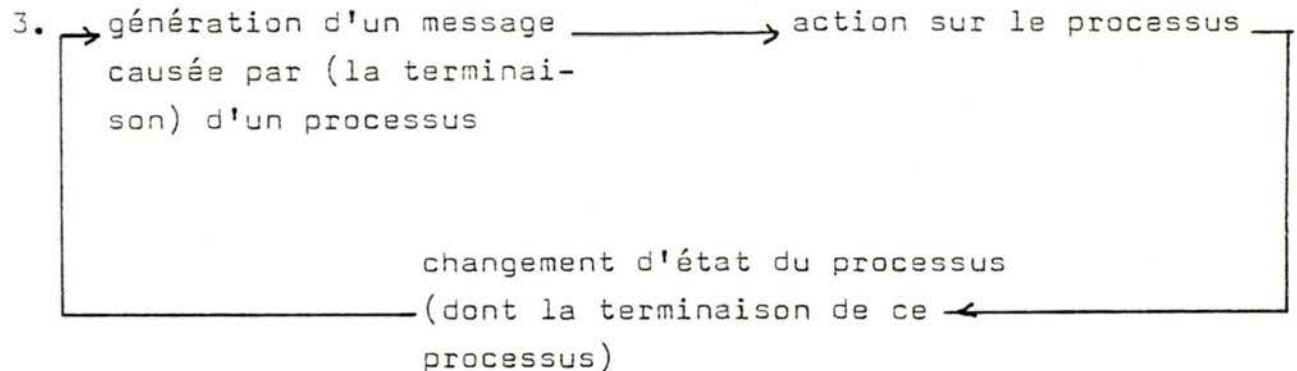 3. génération d'un message action sur le processus
causée par (la terminai-
son) d'un processus
changement d'état du processus
(dont la terminaison de ce
processus)